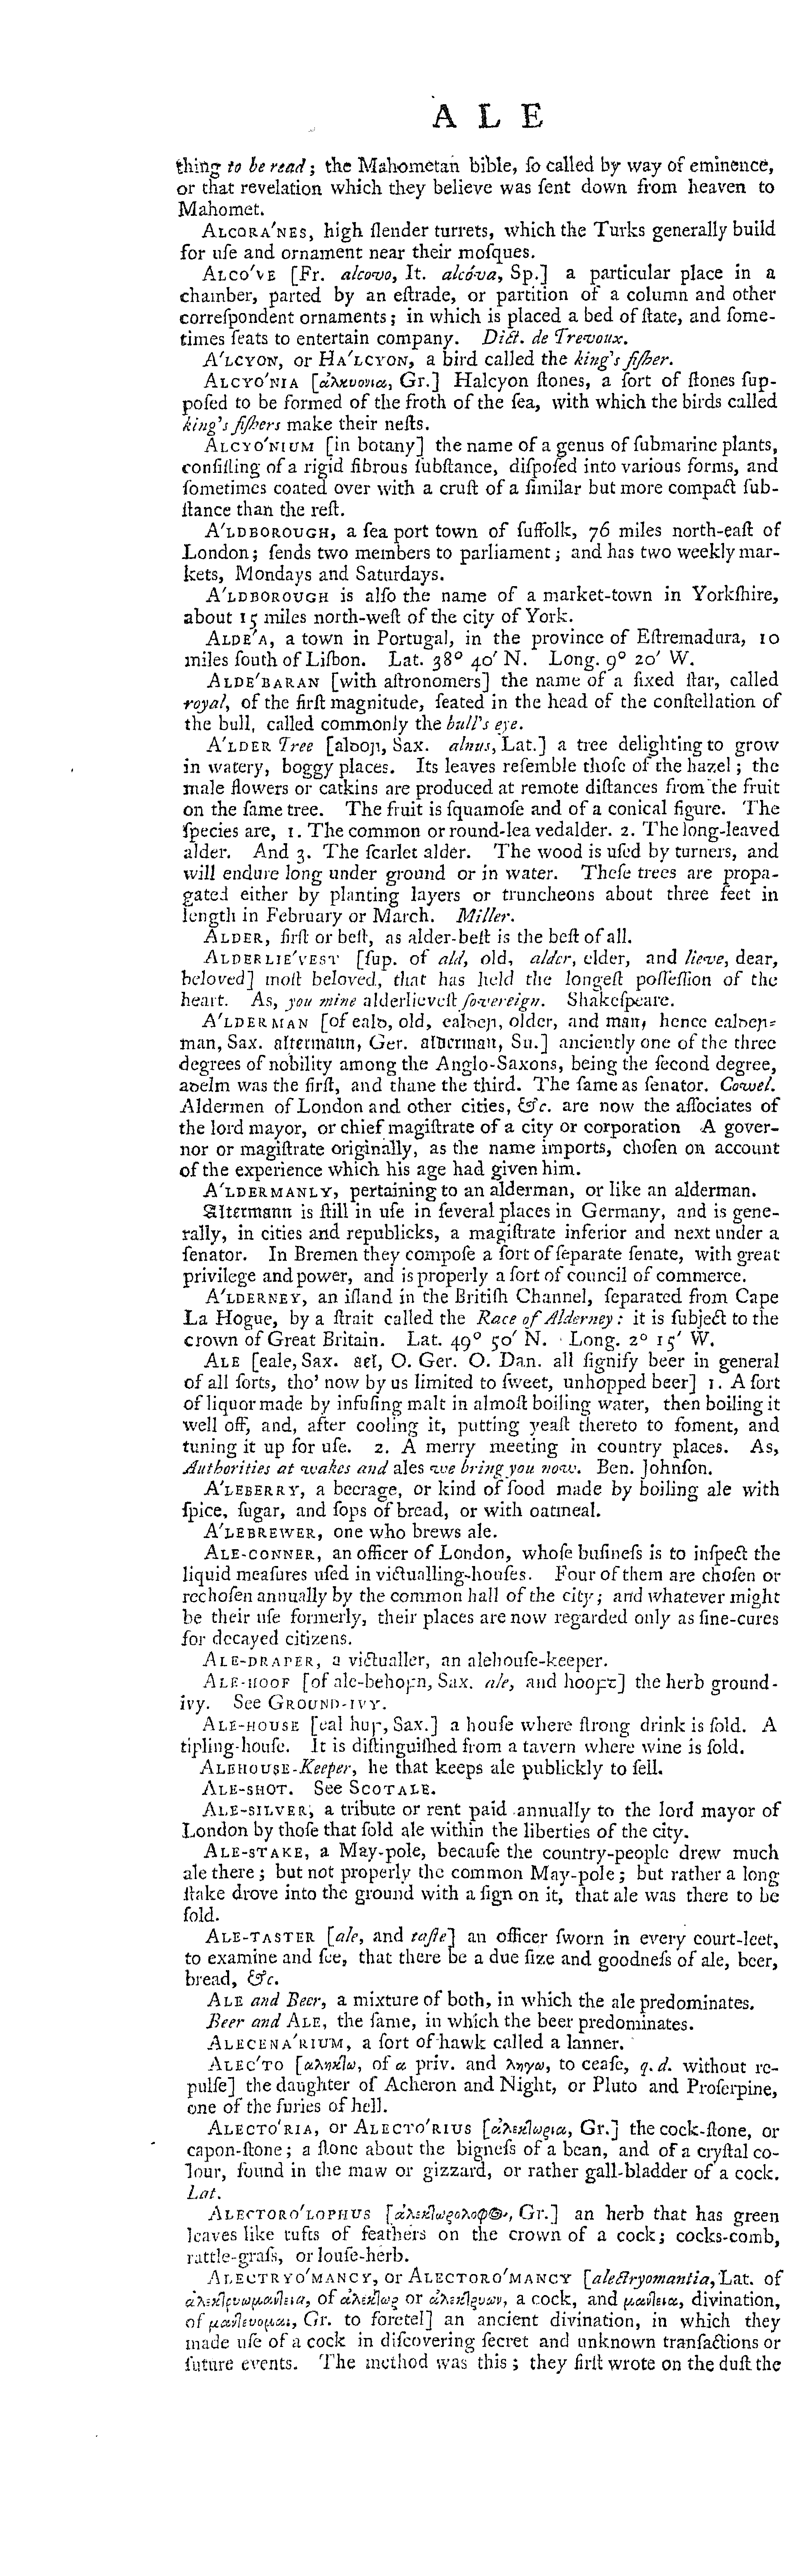 A L E
thing to be read; the Mahometan bible, ſo called by way of eminence,
or that revelation which they believe was ſent down from heaven to
Mahomet.
ALCORA'NES, high ſlender turrets, which the Turks generally build
for uſe and ornament near their moſques.
ALCO'VE [Fr. alcovo, It. alcóva, Sp.] a particular place in a
chamber, parted by an eſtrade, or partition of a column and other
correſpondent ornaments; in which is placed a bed of ſtate, and ſome-
times ſeats to entertain company. Dict. de Trevoux.
A'LCYON, or HA'LCYON, a bird called the king's fiſher.
ALCYO'NIA [ἀλκυονια, Gr.] Halcyon ſtones, a ſort of ſtones ſup-
poſed to be formed of the froth of the ſea, with which the birds called
king's fiſhers make their neſts.
ALCYO'NIUM [in botany] the name of a genus of ſubmarine plants,
conſiſting of a rigid fibrous ſubſtance, diſpoſed into various forms, and
ſometimes coated over with a cruſt of a ſimilar but more compact ſub-
ſtance than the reſt.
A'LDBOROUGH, a ſea port town of ſuffolk, 76 miles north-eaſt of
London; ſends two members to parliament; and has two weekly mar-
kets, Mondays and Saturdays.
A'LDBOROUGH is alſo the name of a market-town in Yorkſhire,
about 15 miles north-weſt of the city of York.
ALDE'A, a town in Portugal, in the province of Eſtremadura, 10
miles ſouth of Liſbon. Lat. 38° 40′ N. Long. 9° 20′ W.
ALDE'BARAN [with aſtronomers] the name of a fixed ſtar, called
royal, of the firſt magnitude, ſeated in the head of the conſtellation of
the bull, called commonly the bull's eye.
A'LDER Tree [alꝺoꞃ, Sax. alnus, Lat.] a tree delighting to grow
in watery, boggy places. Its leaves reſemble thoſe of the hazel; the
male flowers or catkins are produced at remote diſtances from the fruit
on the ſame tree. The fruit is ſquamoſe and of a conical figure. The
ſpecies are, 1. The common or round-lea vedalder. 2. The long-leaved
alder. And 3. The ſcarlet alder. The wood is uſed by turners, and
will endure long under ground or in water. Theſe trees are propa-
gated either by planting layers or truncheons about three feet in
length in February or March. Miller.
ALDER, firſt or beſt, as alder-beſt is the beſt of all.
ALDERLIE'VEST [ſup. of ald, old, alder, elder, and lieve, dear,
beloved] moſt beloved, that has held the longeſt poſſeſſion of the
heart. As, you mine alderlieveſt ſovereign. Shakeſpeare.
A'LDERMAN [of ealꝺ, old, ealꝺeꞃ, older, and man, hence ealꝺeꞃ-
man, Sax. altermann, Ger. alderman, Su.] anciently one of the three
degrees of nobility among the Anglo-Saxons, being the ſecond degree,
aꝺelm was the firſt, and thane the third. The ſame as ſenator. Cowel.
Aldermen of London and other cities, &c. are now the aſſociates of
the lord mayor, or chief magiſtrate of a city or corporation A gover-
nor or magiſtrate originally, as the name imports, choſen on account
of the experience which his age had given him.
A'LDERMANLY, pertaining to an alderman, or like an alderman.
Altermann is ſtill in uſe in ſeveral places in Germany, and is gene-
rally, in cities and republicks, a magiſtrate inferior and next under a
ſenator. In Bremen they compoſe a ſort of ſeparate ſenate, with great
privilege and power, and is properly a ſort of council of commerce.
A'LDERNEY, an iſland in the Britiſh Channel, ſeparated from Cape
La Hogue, by a ſtrait called the Race of Alderney: it is ſubject to the
crown of Great Britain. Lat. 49° 50′ N. Long. 2° 15′ W.
ALE [eale, Sax. ael, O. Ger. O. Dan. all ſignify beer in general
of all ſorts, tho' now by us limited to ſweet, unhopped beer] 1. A ſort
of liquor made by infuſing malt in almoſt boiling water, then boiling it
well off, and, after cooling it, putting yeaſt thereto to foment, and
tuning it up for uſe. 2. A merry meeting in country places. As,
Authorities at wakes and ales we bring you now. Ben. Johnſon.
A'LEBERRY, a beerage, or kind of food made by boiling ale with
ſpice, ſugar, and ſops of bread, or with oatmeal.
A'LEBREWER, one who brews ale.
ALE-CONNER, an officer of London, whoſe buſineſs is to inſpect the
liquid meaſures uſed in victualling-houſes. Four of them are choſen or
rechoſen annually by the common hall of the city; and whatever might
be their uſe formerly, their places are now regarded only as ſine-cures
for decayed citizens.
ALE-DRAPER, a victualler, an alehouſe-keeper.
ALE-HOOF [of ale-behoꝼn, Sax. ale, and hooꝼꞇ] the herb ground-
ivy. See GROUND-IVY.
ALE-HOUSE [eal huꞅ, Sax.] a houſe where ſtrong drink is ſold. A
tipling-houſe. It is diſtinguiſhed from a tavern where wine is ſold.
ALEHOUSE-Keeper, he that keeps ale publickly to ſell.
ALE-SHOT. See SCOTALE.
ALE-SILVER, a tribute or rent paid annually to the lord mayor of
London by thoſe that ſold ale within the liberties of the city.
ALE-STAKE, a May-pole, becauſe the country-people drew much
ale there; but not properly the common May-pole; but rather a long
ſtake drove into the ground with a ſign on it, that ale was there to be
ſold.
ALE-TASTER [ale, and taſte] an officer ſworn in every court-leet,
to examine and ſee, that there be a due ſize and goodneſs of ale, beer,
bread, &c.
ALE and Beer, a mixture of both, in which the ale predominates.
Beer and ALE, the ſame, in which the beer predominates.
ALECENA'RIUM, a ſort of hawk called a lanner.
ALEC'TO [αληκ]ω, of α priv. and ληγω, to ceaſe, q. d. without re-
pulſe] the daughter of Acheron and Night, or Pluto and Proſerpine,
one of the furies of hell.
ALECTO'RIA, or ALECTO'RIUS [ἀλεκ]ωρια, Gr.] the cock-ſtone, or
capon-ſtone; a ſtone about the bigneſs of a bean, and of a cryſtal co-
lour, found in the maw or gizzard, or rather gall-bladder of a cock.
Lat.
ALECTORO'LOPHUS [ἀλεκ]ωρολοφος, Gr.] an herb that has green
leaves like tufts of feathers on the crown of a cock; cocks-comb,
rattle-graſs, or louſe-herb.
ALECTRYO'MANCY, or ALECTORO'MANCY [alectryomantia, Lat. of
ἀλεκ]ρυωμαν]εια, of ἀλεκ]ωρ or ἀλεκ]ρυων, a cock, and μαν]εια, divination,
of μαν]ευομαι, Gr. to foretel] an ancient divination, in which they
made uſe of a cock in diſcovering ſecret and unknown tranſactions or
future events. The method was this; they firſt wrote on the duſt the